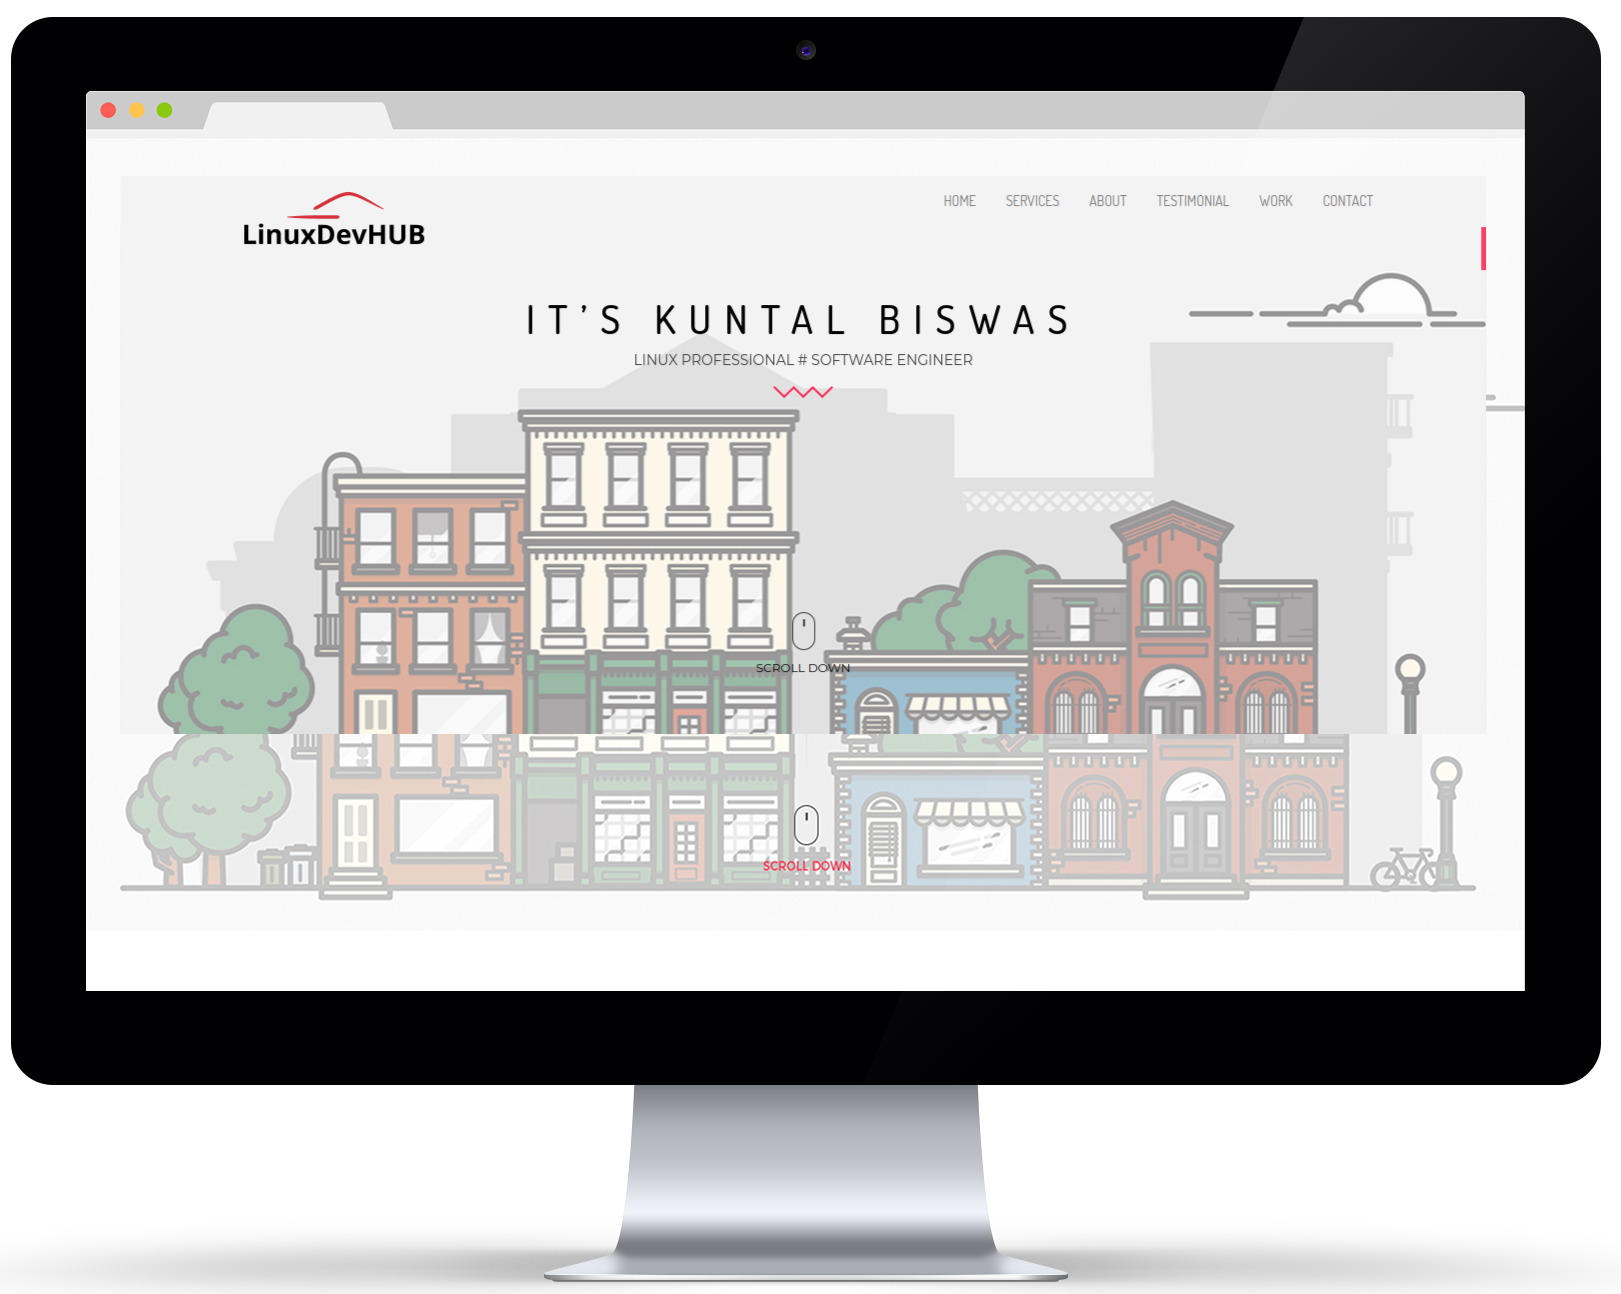 LinuxDevHUB
HOME SERVICES ABOUT TESTIMONIAL WORK CONTACT
IT'S KUNTAL BISWAS
LINUX PROFESSIONAL # SOFTWARE ENGINEER
SCROLL DOWN
SCROLL DOWN